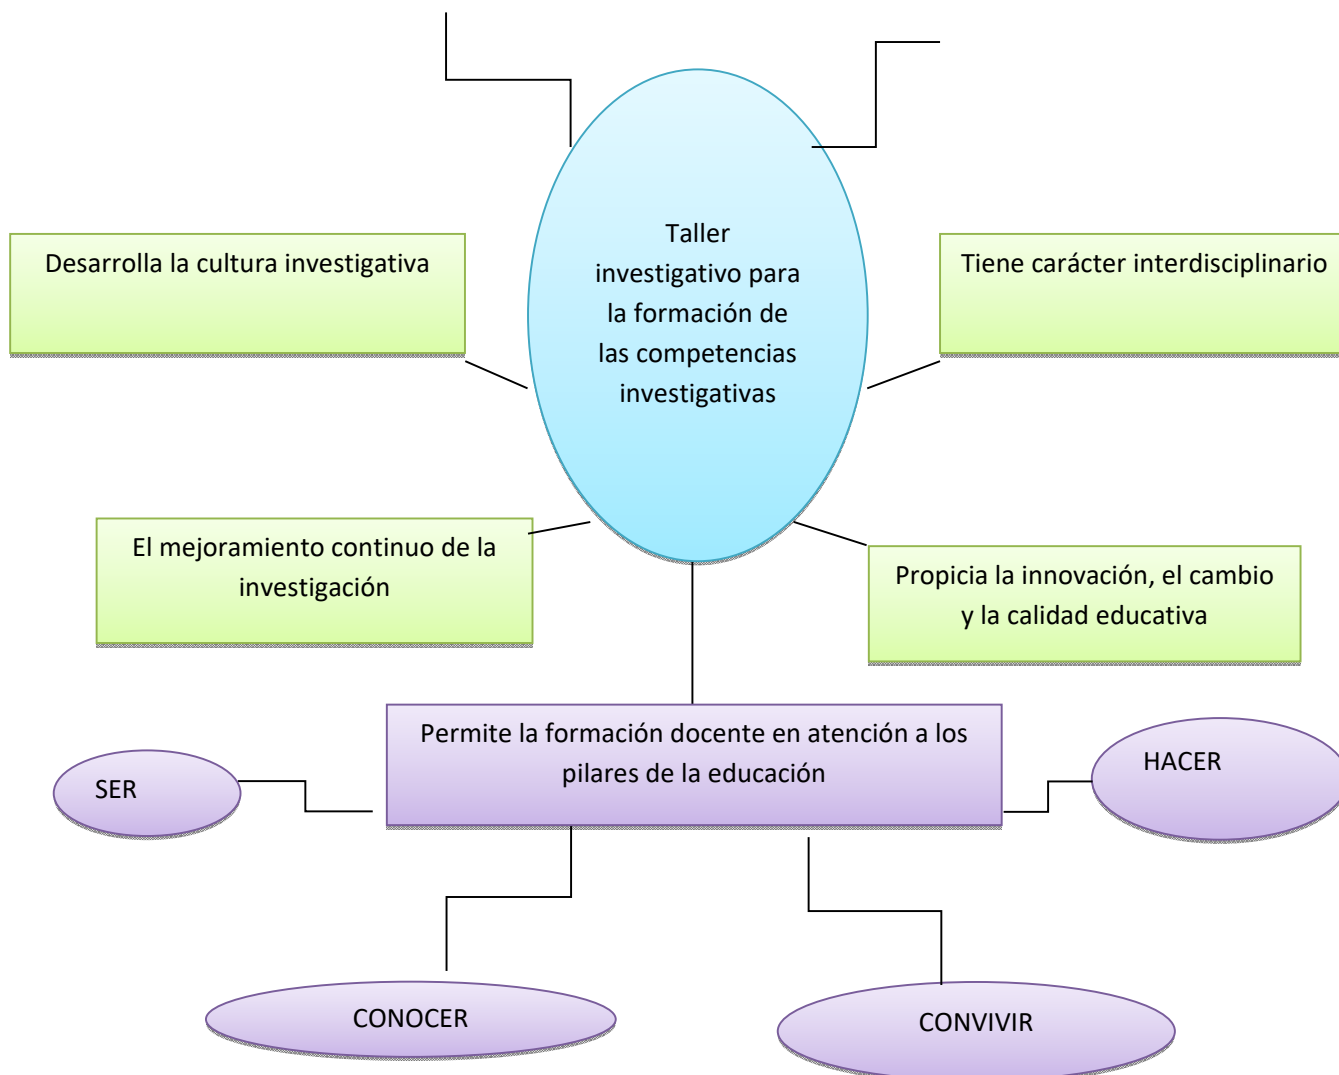 Taller
investigativo para
la formación de
las competencias
investigativas
Desarrolla la cultura investigativa
Tiene carácter interdisciplinario
El mejoramiento continuo de la
investigación
Propicia la innovación, el cambio
y la calidad educativa
Permite la formación docente en atención a los
pilares de la educación
SER
HACER
CONOCER
CONVIVIR